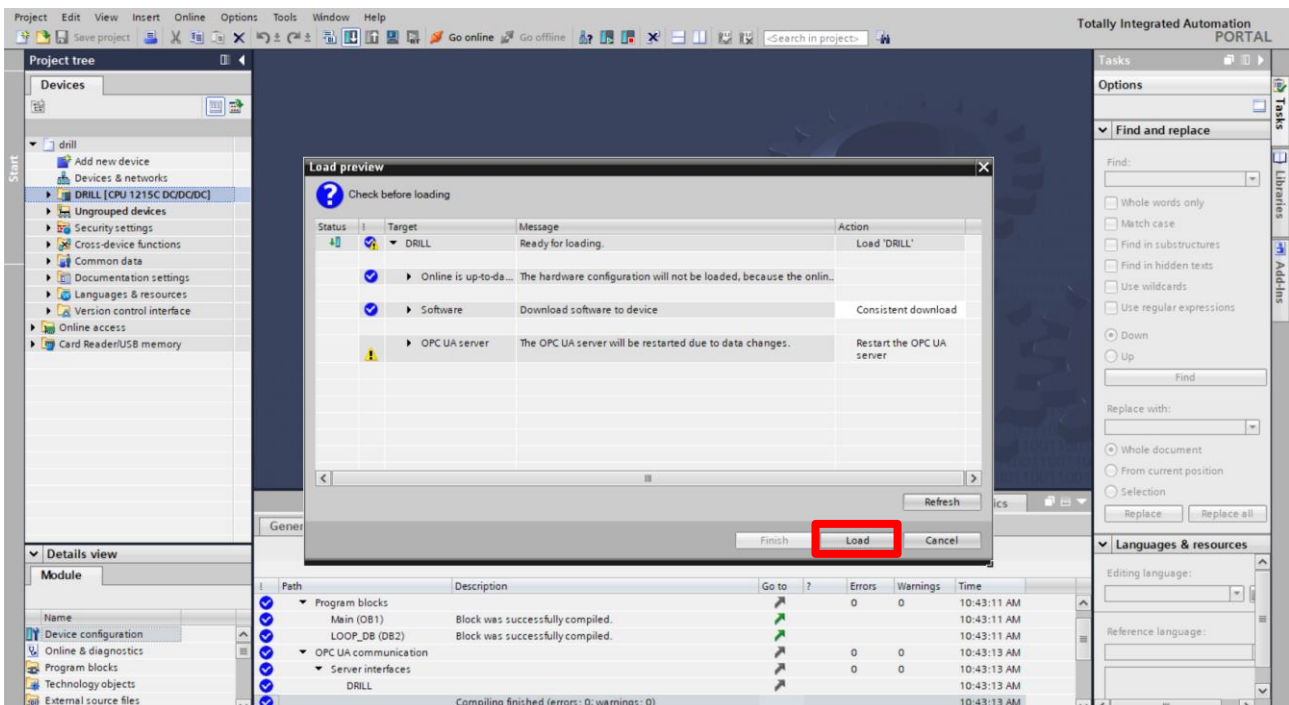 Project Edit View Insert Online Options Tools Window Help
Totally Integrated Automation
PORTAL
Save project Go online Go offline <Search in project>
Project tree
Devices
Start
drill
Add new device
Devices & networks
DRILL [CPU 1215C DC/DC/DC]
Ungrouped devices
Security settings
Cross-device functions
Common data
Documentation settings
Languages & resources
Version control interface
Online access
Card Reader/USB memory
Details view
Module
Name
Device configuration
Online & diagnostics
Program blocks
Technology objects
External source files
Load preview
Check before loading
Status ! Target Message Action
DRILL Ready for loading. Load 'DRILL'
Online is up-to-da... The hardware configuration will not be loaded, because the onlin..
Software Download software to device Consistent download
OPC UA server The OPC UA server will be restarted due to data changes. Restart the OPC UA
server
Refresh
Finish Load Cancel
Gener
ics
! Path Description Go to ? Errors Warnings Time
Program blocks 0 0 10:43:11 AM
Main (OB1) Block was successfully compiled. 10:43:11 AM
LOOP_DB (DB2) Block was successfully compiled. 10:43:11 AM
OPC UA communication 0 0 10:43:13 AM
Server interfaces 0 0 10:43:13 AM
DRILL 10:43:13 AM
Compiling finished (errors: 0; warnings: 0) 10:43:13 AM
Tasks
Options
Find and replace
Find:
Whole words only
Match case
Find in substructures
Find in hidden texts
Use wildcards
Use regular expressions
Down
Up
Find
Replace with:
Whole document
From current position
Selection
Replace Replace all
Languages & resources
Editing language:
Reference language:
Tasks
Libraries
Add-Ins